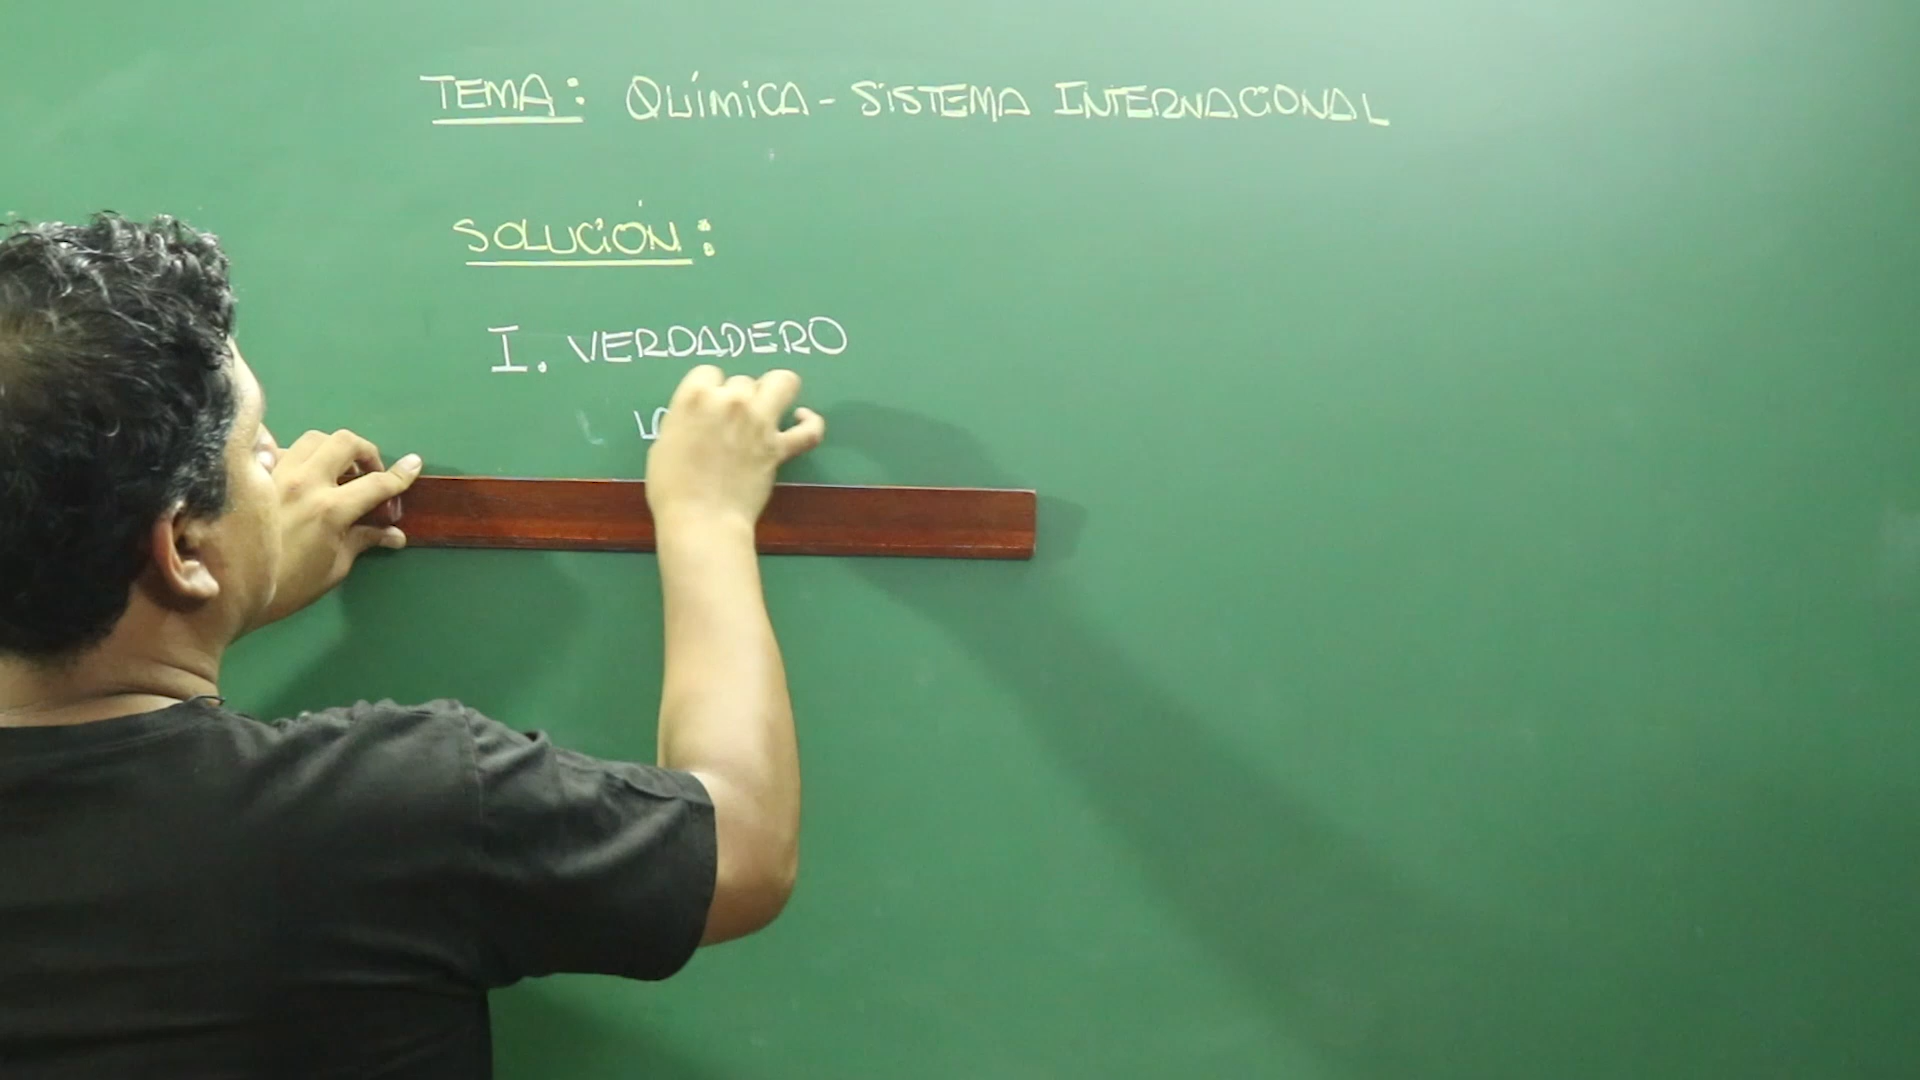 TEMA: QUÍMICA - SISTEMA INTERNACIONAL
SOLUCIÓN:
I. VERDADERO